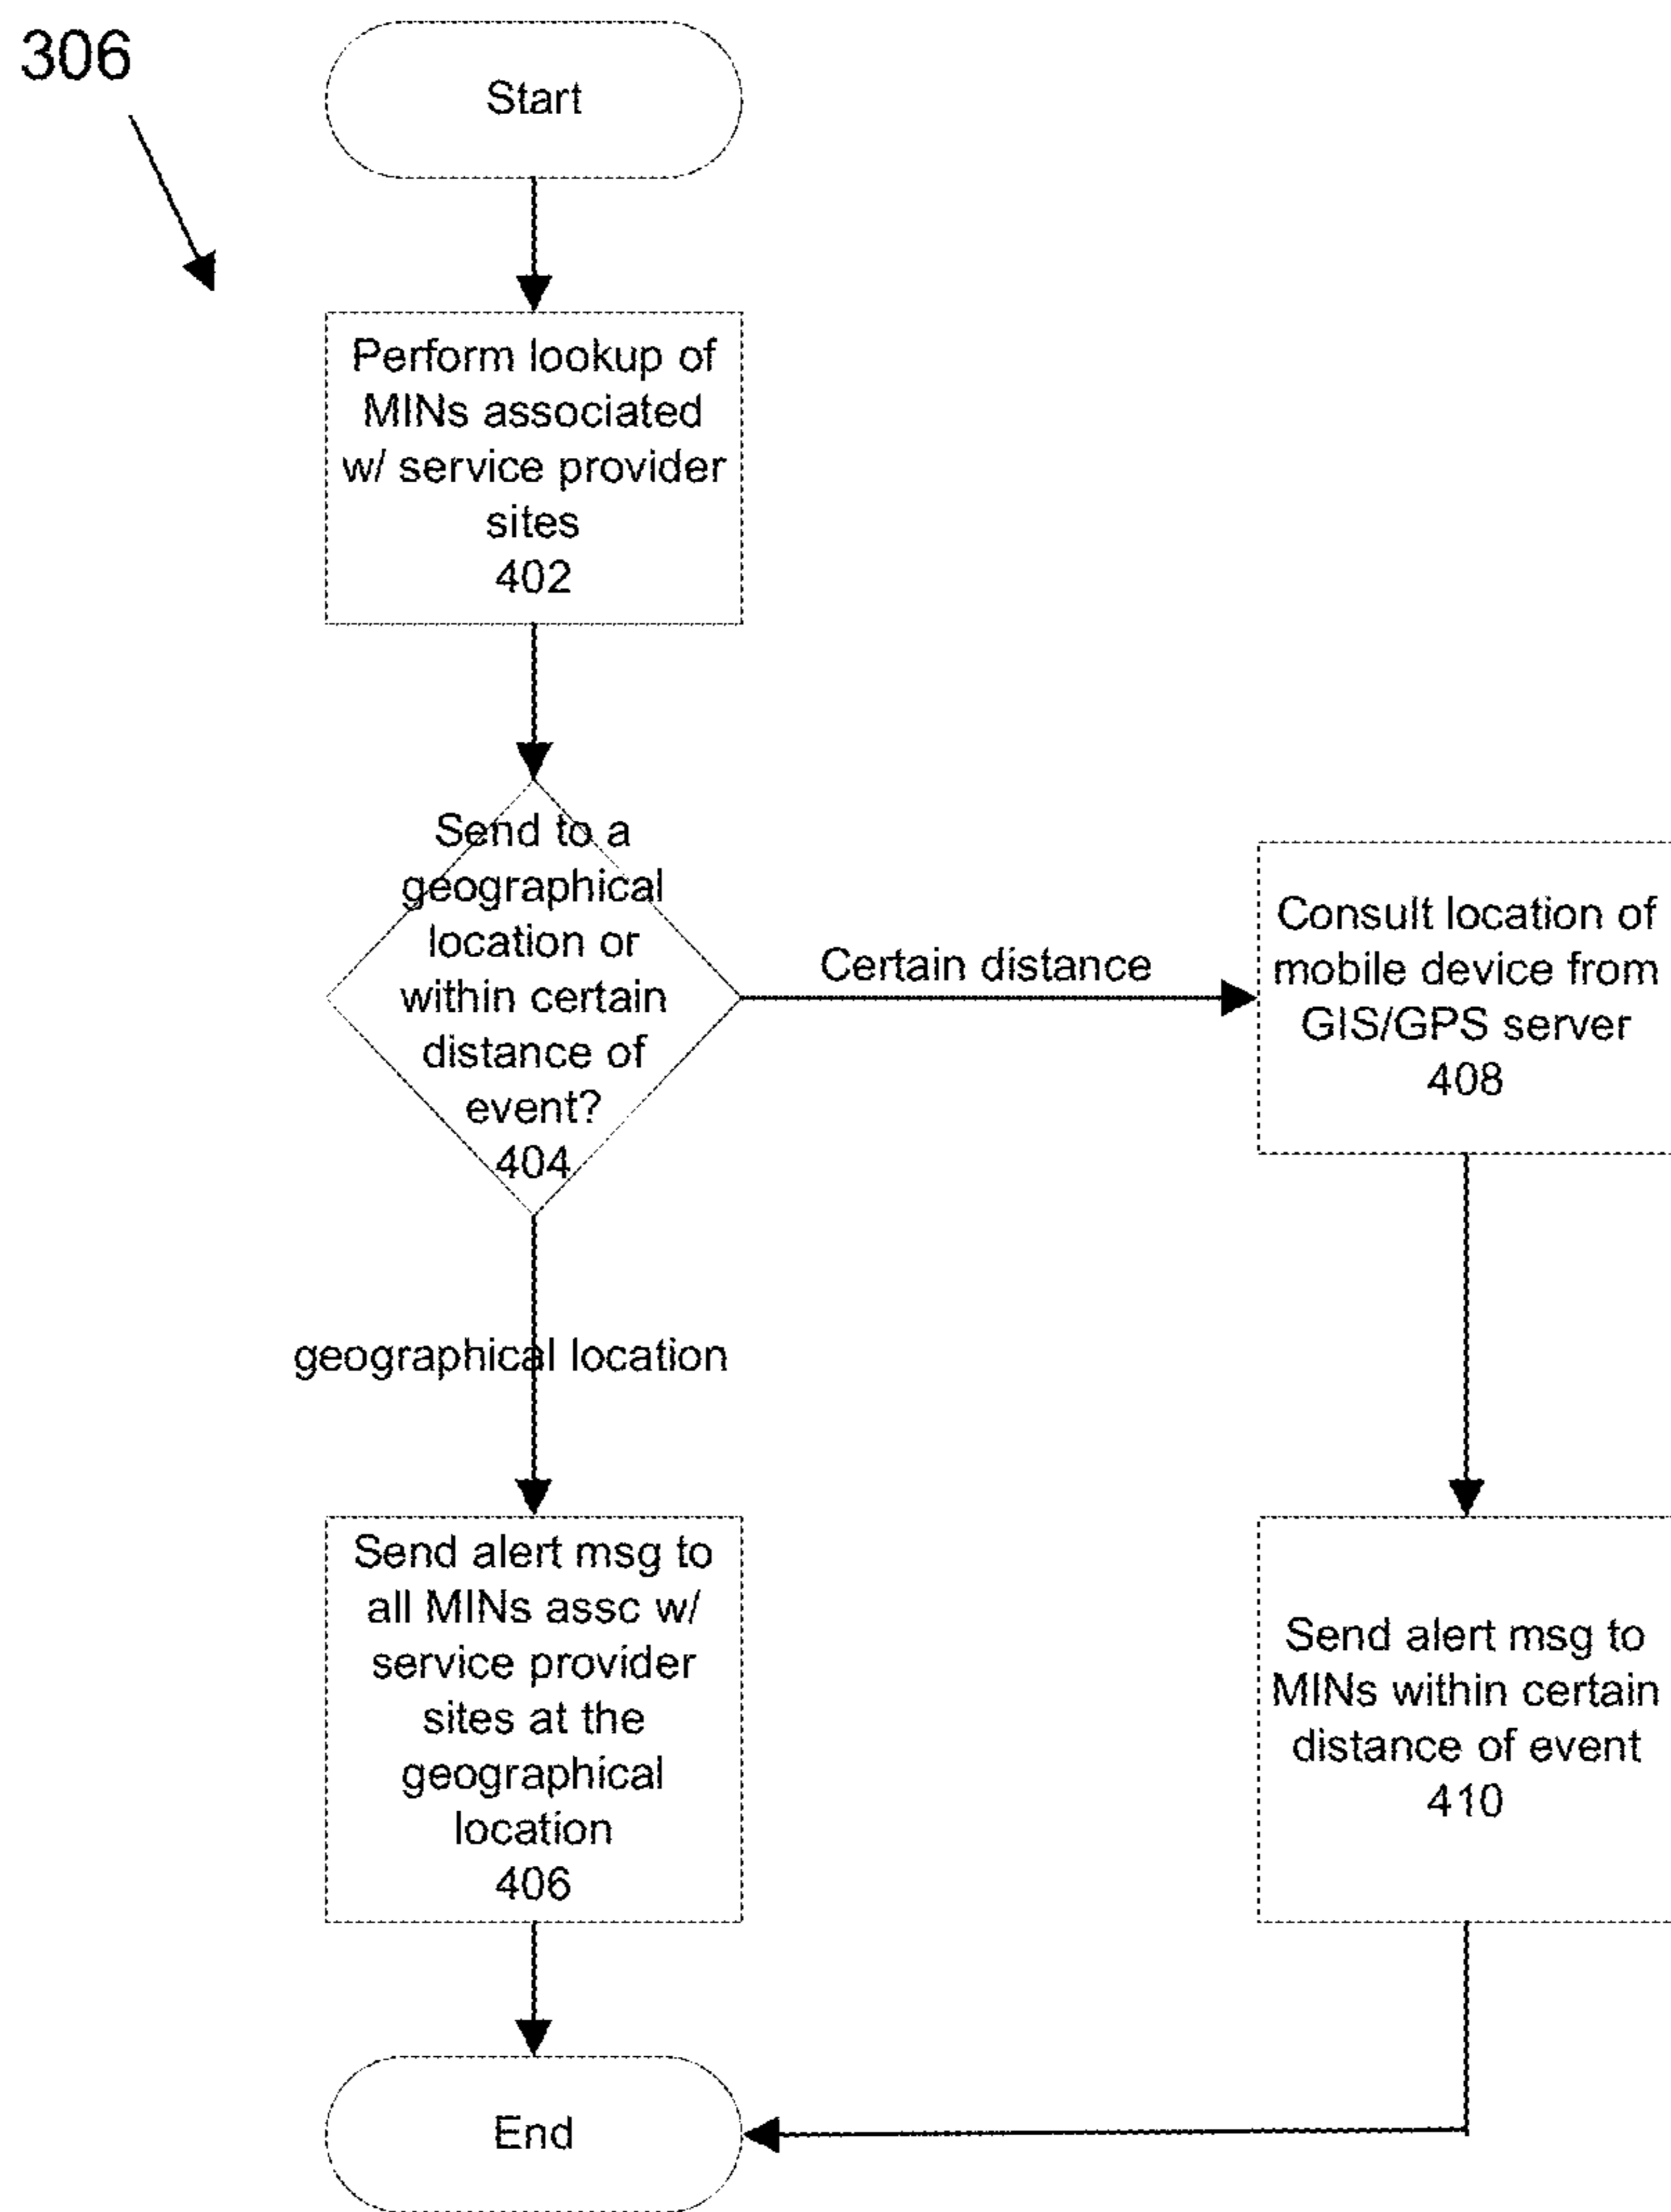 306
Start
Perform lookup of
MINs associated
w/ service provider
sites
402
Send to a
geographical
location or
within certain
distance of
event?
404
Certain distance
Consult location of
mobile device from
GIS/GPS server
408
geographical location
Send alert msg to
all MINs assc w/
service provider
sites at the
geographical
location
406
Send alert msg to
MINs within certain
distance of event
410
End